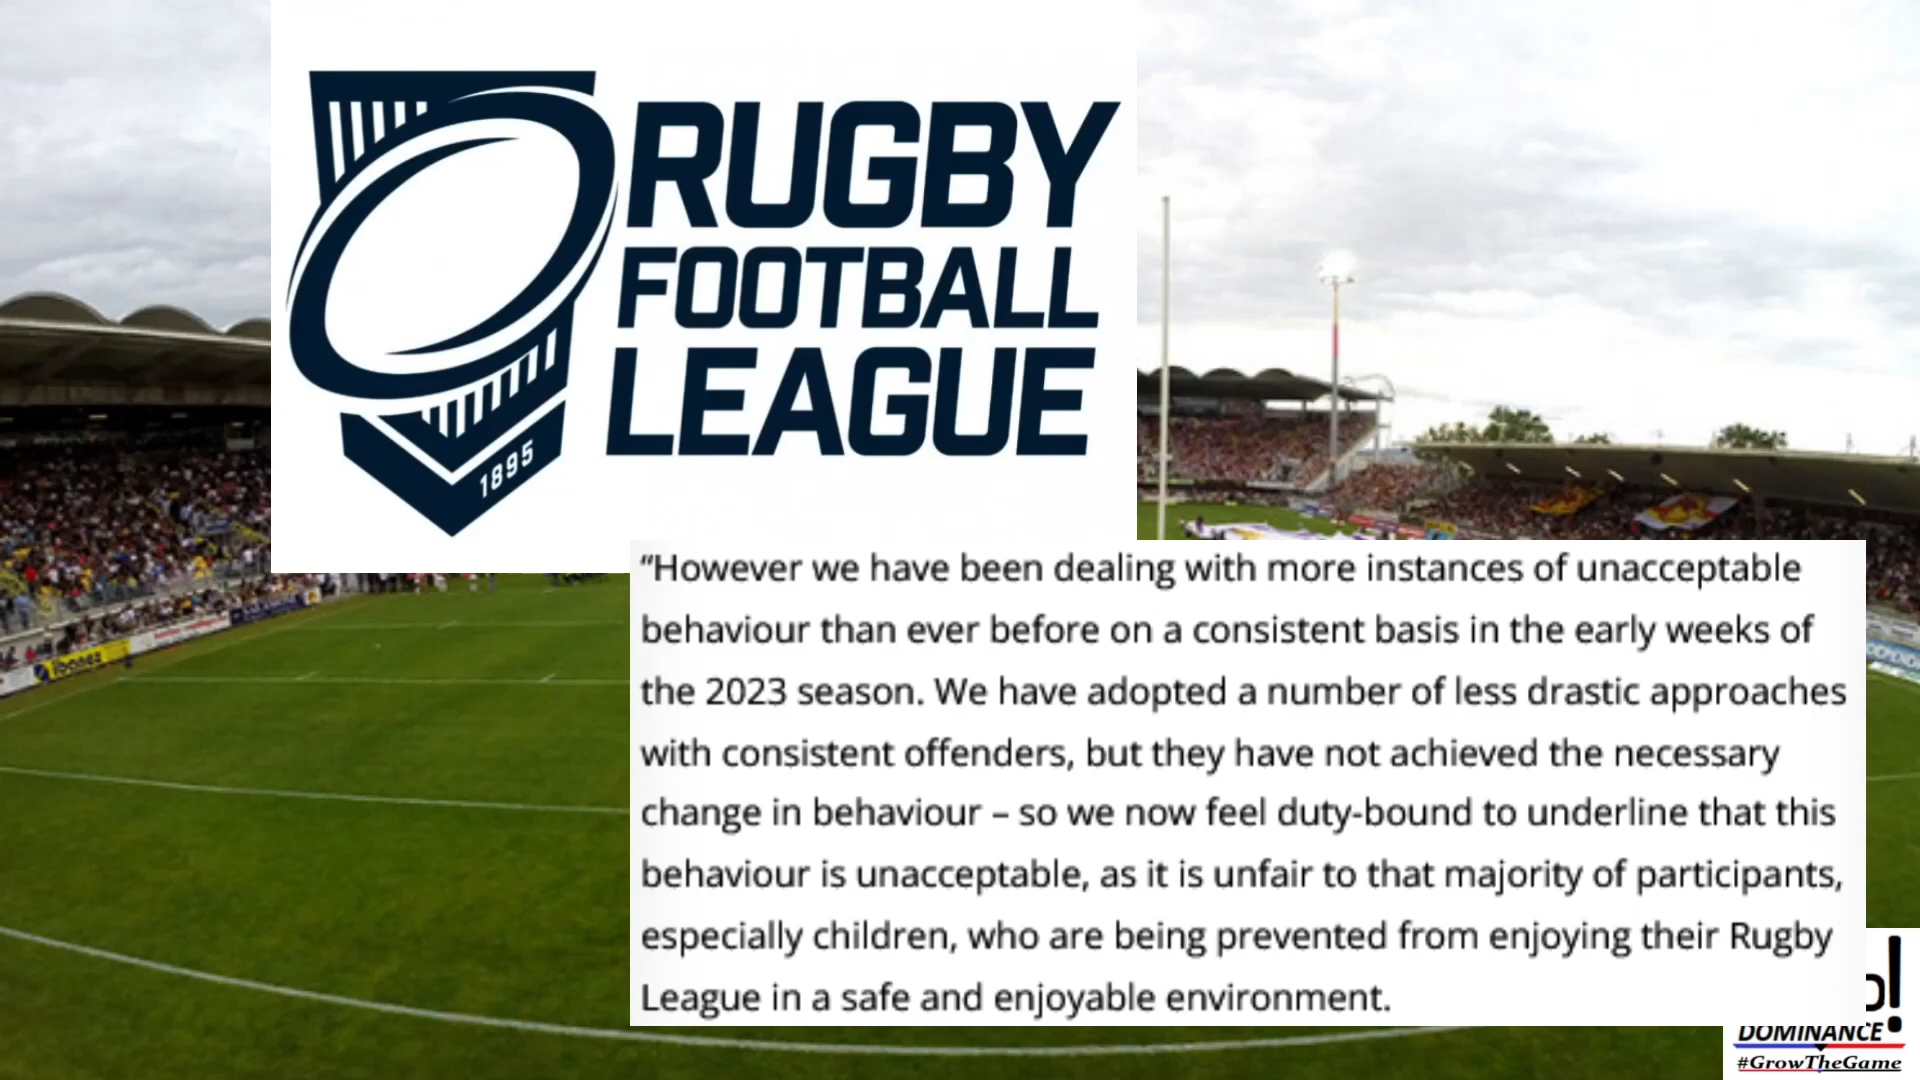 RUGBY
FOOTBALL
LEAGUE
1895
“However we have been dealing with more instances of unacceptable
behaviour than ever before on a consistent basis in the early weeks of
the 2023 season. We have adopted a number of less drastic approaches
with consistent offenders, but they have not achieved the necessary
change in behaviour – so we now feel duty-bound to underline that this
behaviour is unacceptable, as it is unfair to that majority of participants,
especially children, who are being prevented from enjoying their Rugby
League in a safe and enjoyable environment.
DOMINANCE
#GrowTheGame